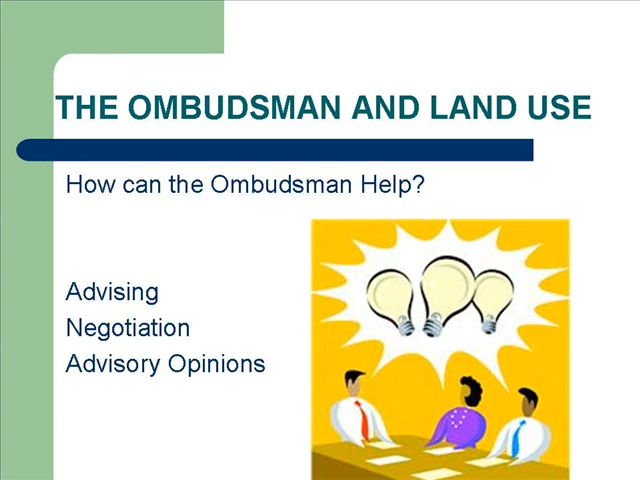 THE OMBUDSMAN AND LAND USE
How can the Ombudsman Help?
Advising
Negotiation
Advisory Opinions